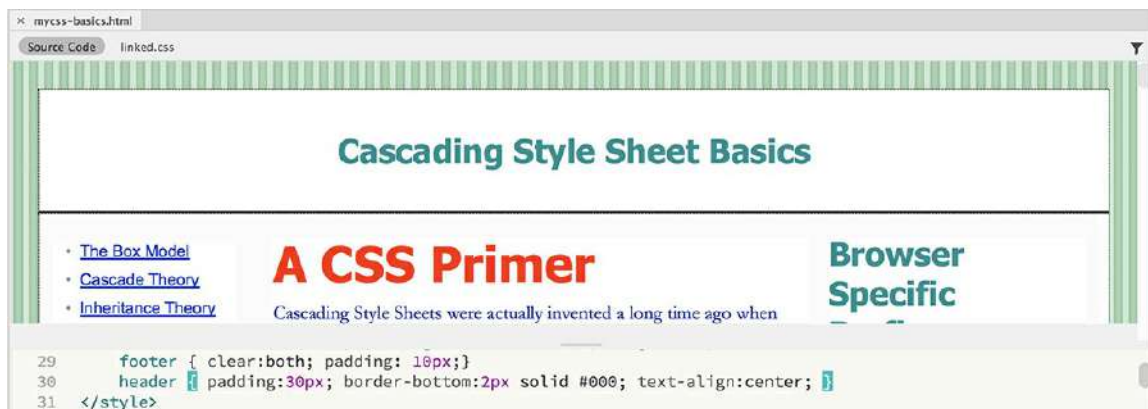 × mycss-basics.html
Source Code linked.css
Cascading Style Sheet Basics
• The Box Model
• Cascade Theory
• Inheritance Theory
A CSS Primer
Cascading Style Sheets were actually invented a long time ago when
Browser
Specific
29 footer { clear:both; padding: 10px;}
30 header { padding:30px; border-bottom:2px solid #000; text-align:center; }
31 </style>